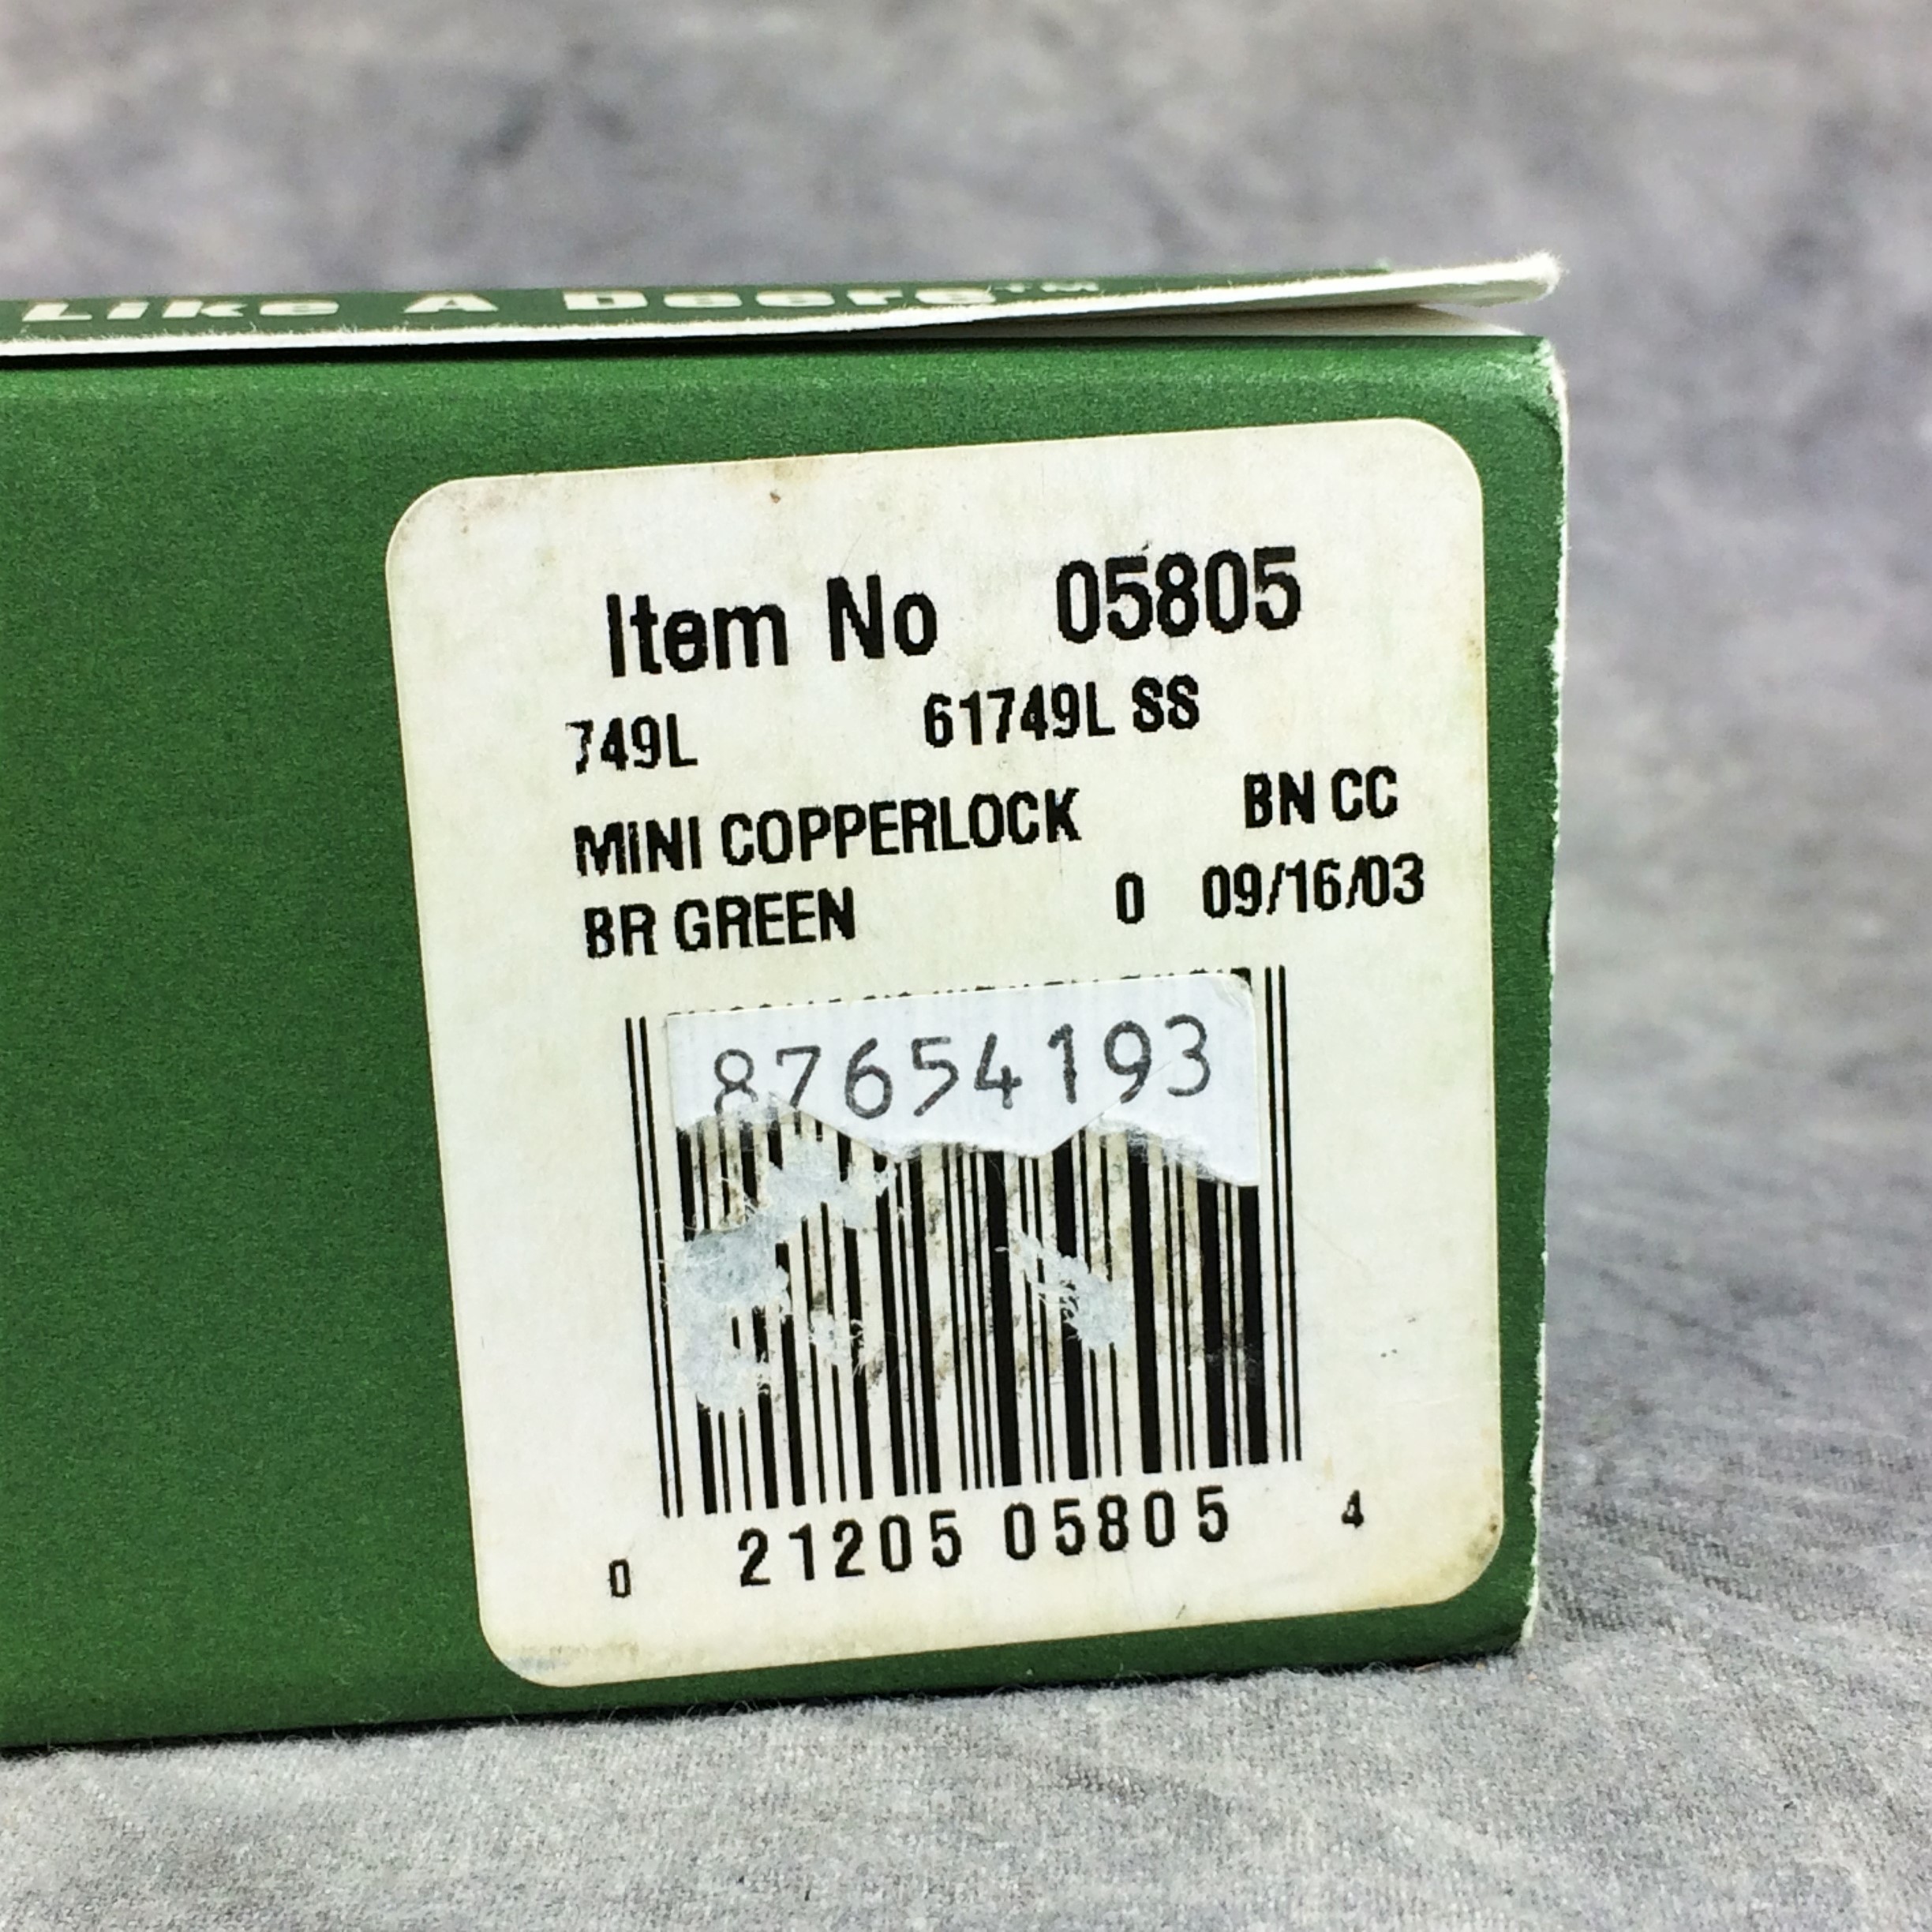 Like A Deere™
Item No 05805
749L 61749L SS
MINI COPPERLOCK BN CC
BR GREEN 0 09/16/03
87654193
0 21205 05805 4